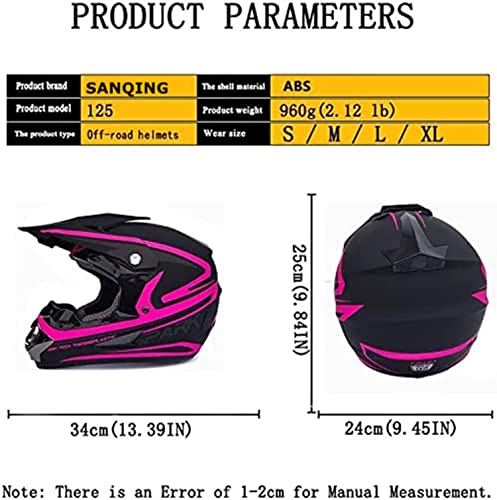 PRODUCT PARAMETERS
Product brand SANQING The shell material ABS
Product model 125 Product weight 960g(2.12 lb)
The product type Off-road helmets Wear size S / M / L / XL
25cm(9.84IN)
34cm(13.39IN) 24cm(9.45IN)
Note: There is an Error of 1-2cm for Manual Measurement.